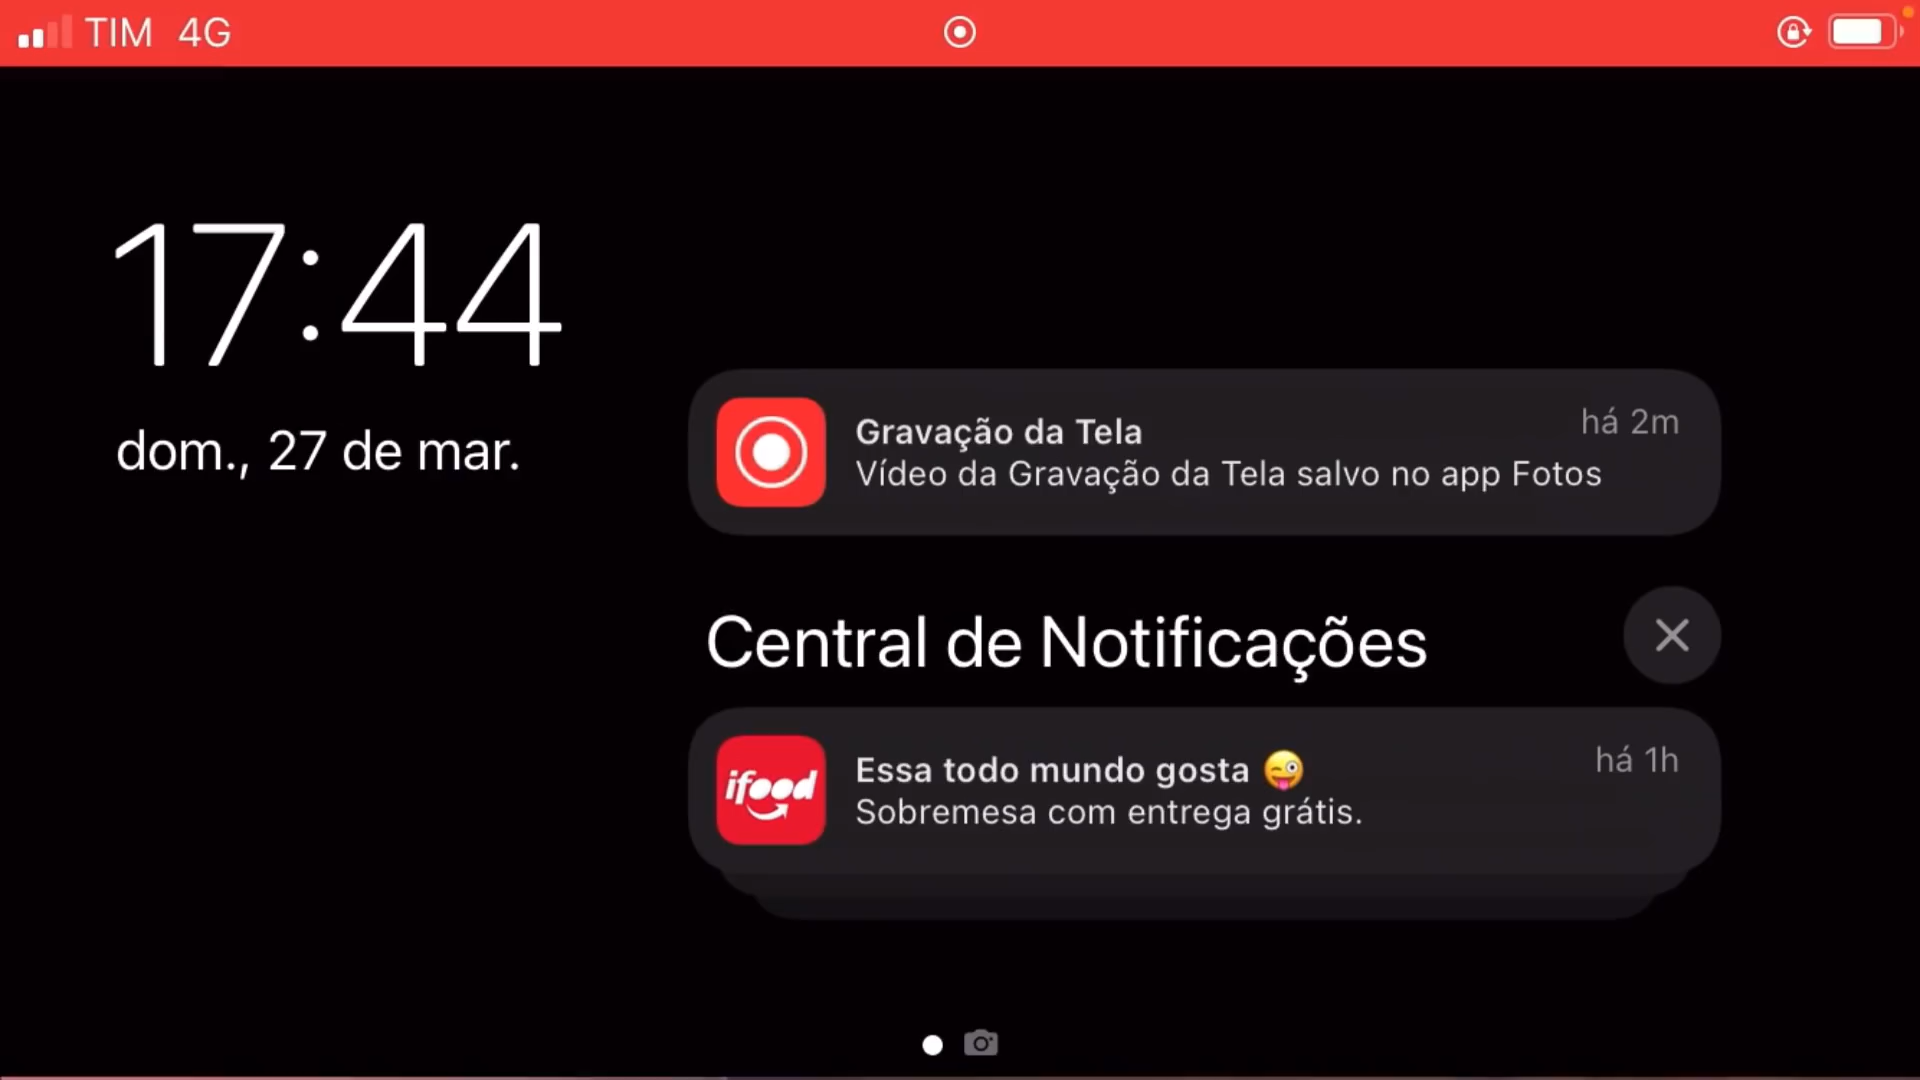 TIM 4G
17:44
dom., 27 de mar.
Gravação da Tela
há 2m
Vídeo da Gravação da Tela salvo no app Fotos
Central de Notificações
ifood
Essa todo mundo gosta 😜
há 1h
Sobremesa com entrega grátis.